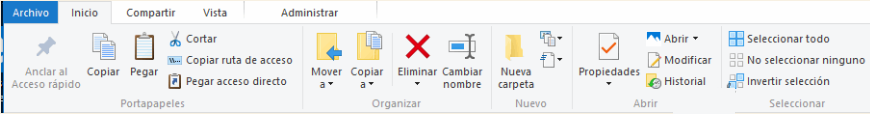 Archivo Inicio Compartir Vista Administrar
Anclar al
Acceso rápido
Copiar
Pegar
Cortar
Copiar ruta de acceso
Pegar acceso directo
Portapapeles
Mover
a
Copiar
a
Eliminar
Cambiar
nombre
Organizar
Nueva
carpeta
Nuevo
Propiedades
Abrir
Modificar
Historial
Abrir
Seleccionar todo
No seleccionar ninguno
Invertir selección
Seleccionar